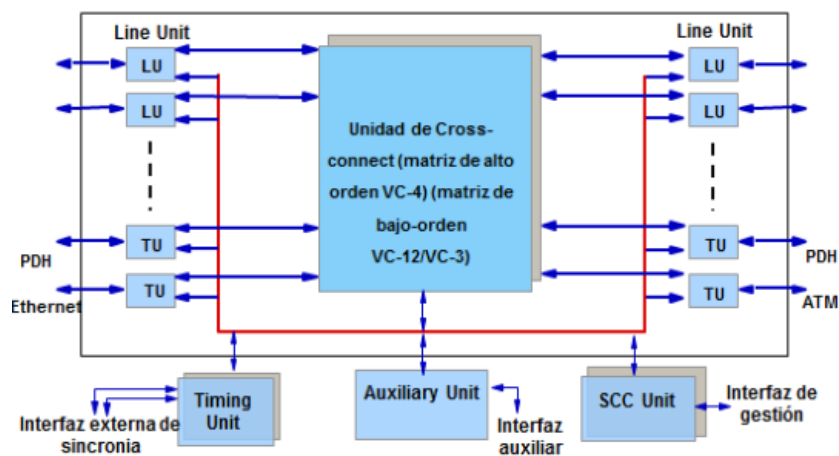 Line Unit
Line Unit
LU
LU
LU
LU
Unidad de Cross-
connect (matriz de alto
orden VC-4) (matriz de
bajo-orden
VC-12/VC-3)
TU
TU
PDH
PDH
TU
TU
Ethernet
ATM
Timing
Unit
Auxiliary Unit
SCC Unit
Interfaz externa de
sincronia
Interfaz
auxiliar
Interfaz de
gestión